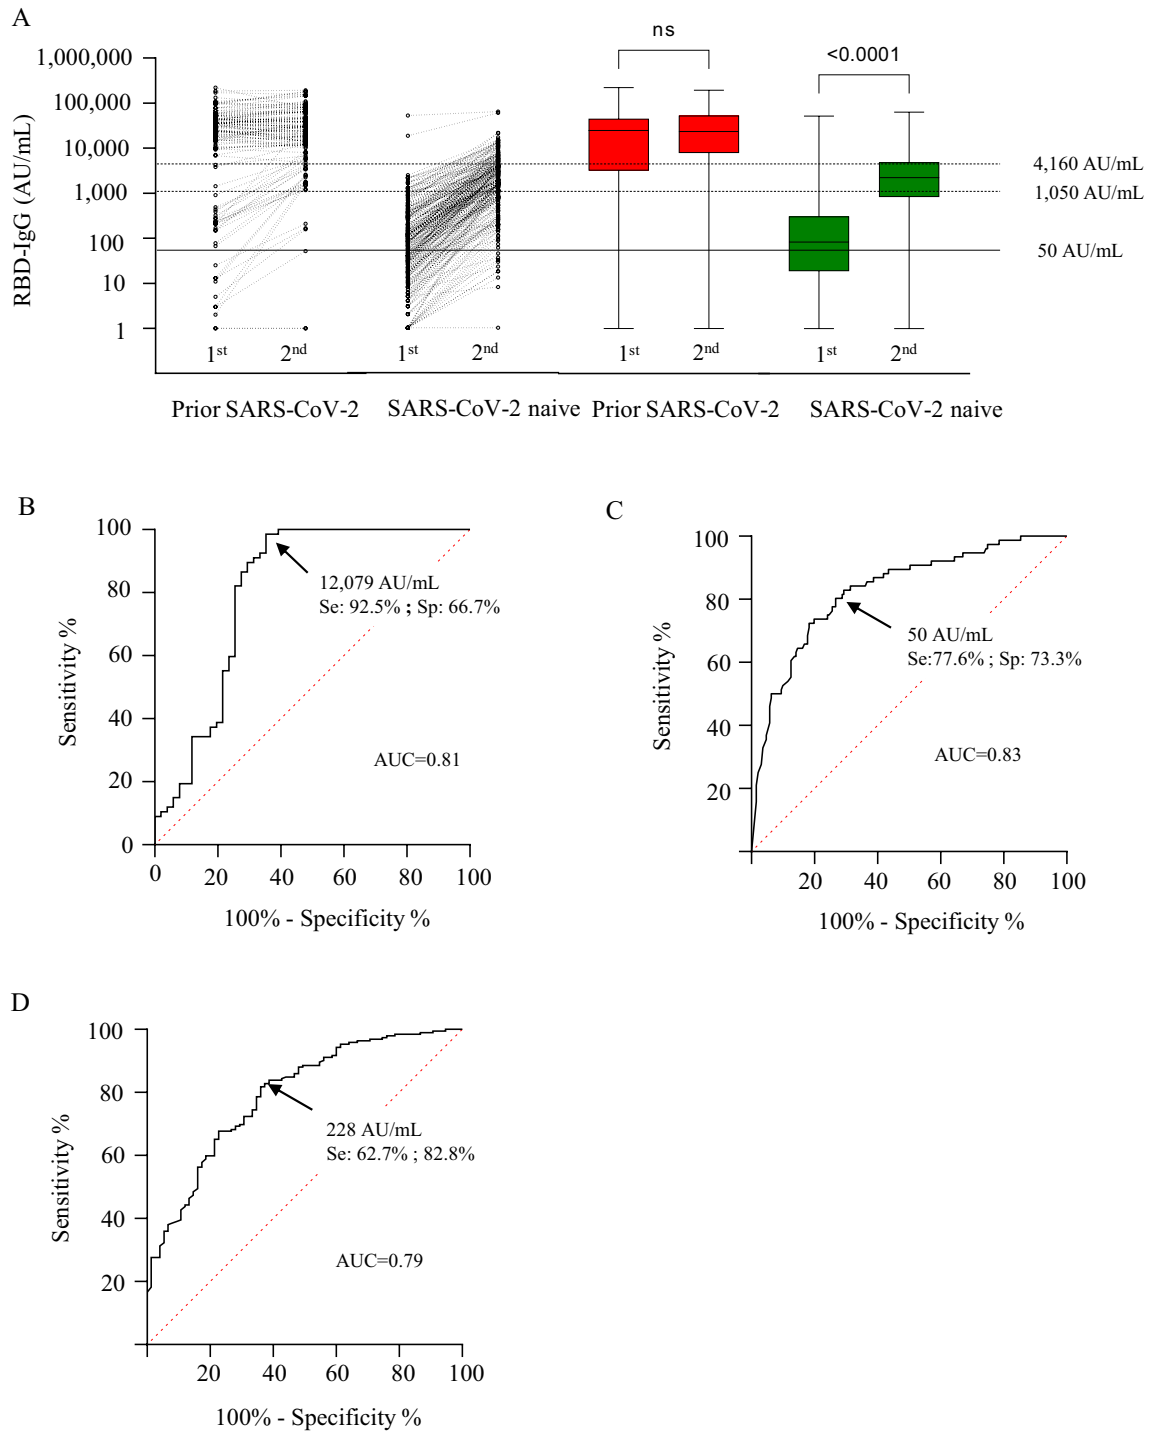 A
ns
<0.0001
1,000,000
100,000
10,000
1,000
100
10
1
RBD-IgG (AU/mL)
4,160 AU/mL
1,050 AU/mL
50 AU/mL
1st 2nd 1st 2nd 1st 2nd 1st 2nd
Prior SARS-CoV-2 SARS-CoV-2 naive Prior SARS-CoV-2 SARS-CoV-2 naive
B
100
80
60
40
20
0
Sensitivity %
12,079 AU/mL
Se: 92.5% ; Sp: 66.7%
AUC=0.81
0 20 40 60 80 100
100% - Specificity %
C
100
80
60
40
20
Sensitivity %
50 AU/mL
Se:77.6% ; Sp: 73.3%
AUC=0.83
20 40 60 80 100
100% - Specificity %
D
100
80
60
40
20
Sensitivity %
228 AU/mL
Se: 62.7% ; 82.8%
AUC=0.79
20 40 60 80 100
100% - Specificity %